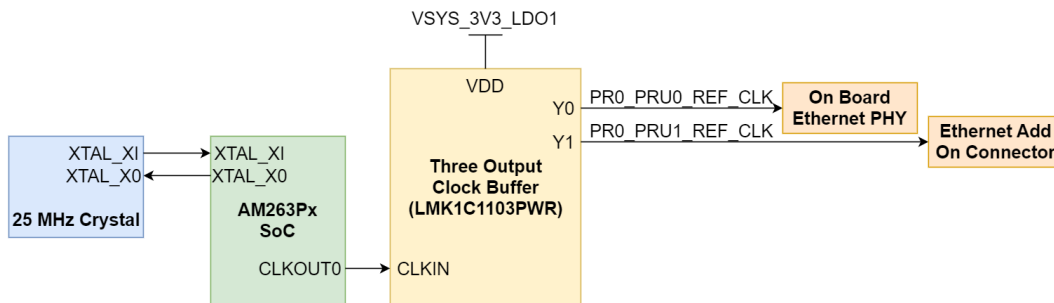 VSYS_3V3_LDO1
VDD
Y0
PR0_PRU0_REF_CLK
On Board
Ethernet PHY
Y1
PR0_PRU1_REF_CLK
Ethernet Add
On Connector
XTAL_XI
XTAL_X0
25 MHz Crystal
XTAL_XI
XTAL_X0
AM263Px
SoC
CLKOUT0
Three Output
Clock Buffer
(LMK1C1103PWR)
CLKIN